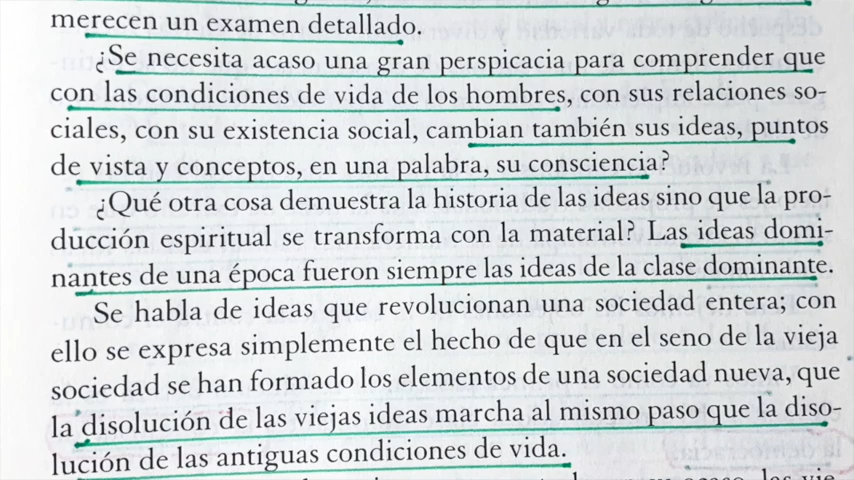 merecen un examen detallado.
¿Se necesita acaso una gran perspicacia para comprender que
con las condiciones de vida de los hombres, con sus relaciones so-
ciales, con su existencia social, cambian también sus ideas, puntos
de vista y conceptos, en una palabra, su consciencia?
¿Qué otra cosa demuestra la historia de las ideas sino que la pro-
ducción espiritual se transforma con la material? Las ideas domi-
nantes de una época fueron siempre las ideas de la clase dominante.
Se habla de ideas que revolucionan una sociedad entera; con
ello se expresa simplemente el hecho de que en el seno de la vieja
sociedad se han formado los elementos de una sociedad nueva, que
la disolución de las viejas ideas marcha al mismo paso que la diso-
lución de las antiguas condiciones de vida.